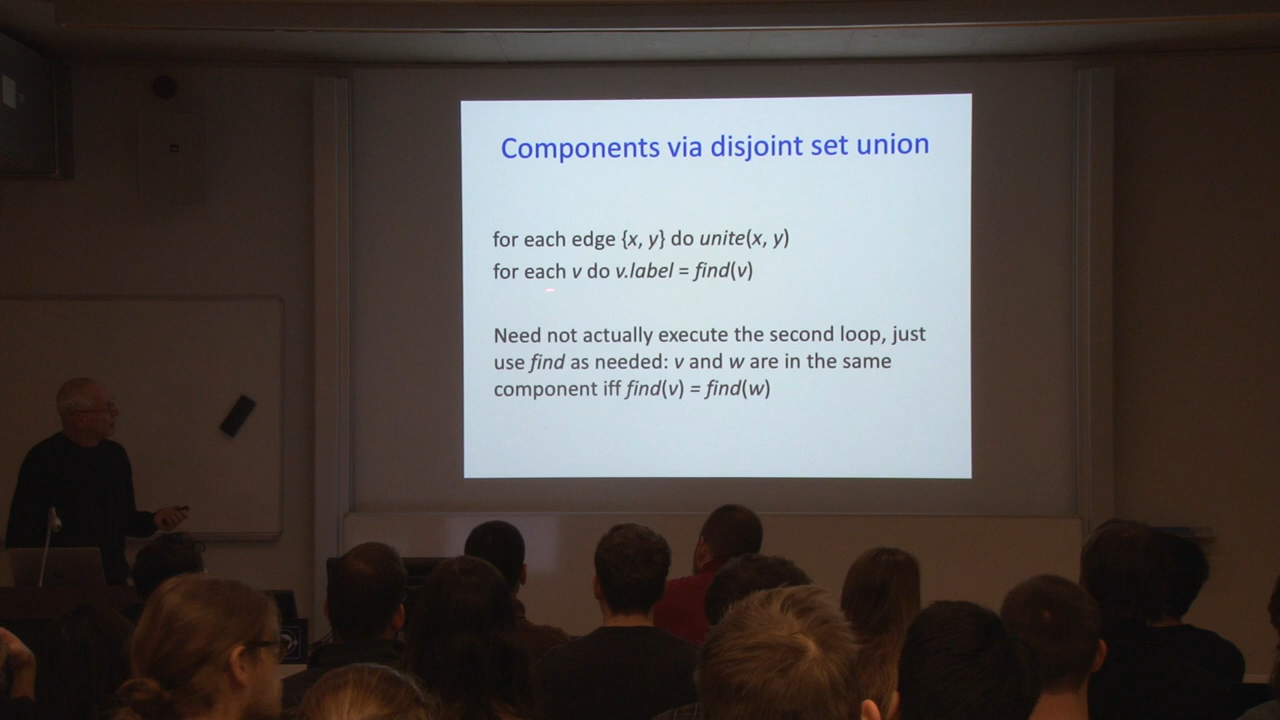 Components via disjoint set union
for each edge {x, y} do unite(x, y)
for each v do v.label = find(v)
Need not actually execute the second loop, just
use find as needed: v and w are in the same
component iff find(v) = find(w)